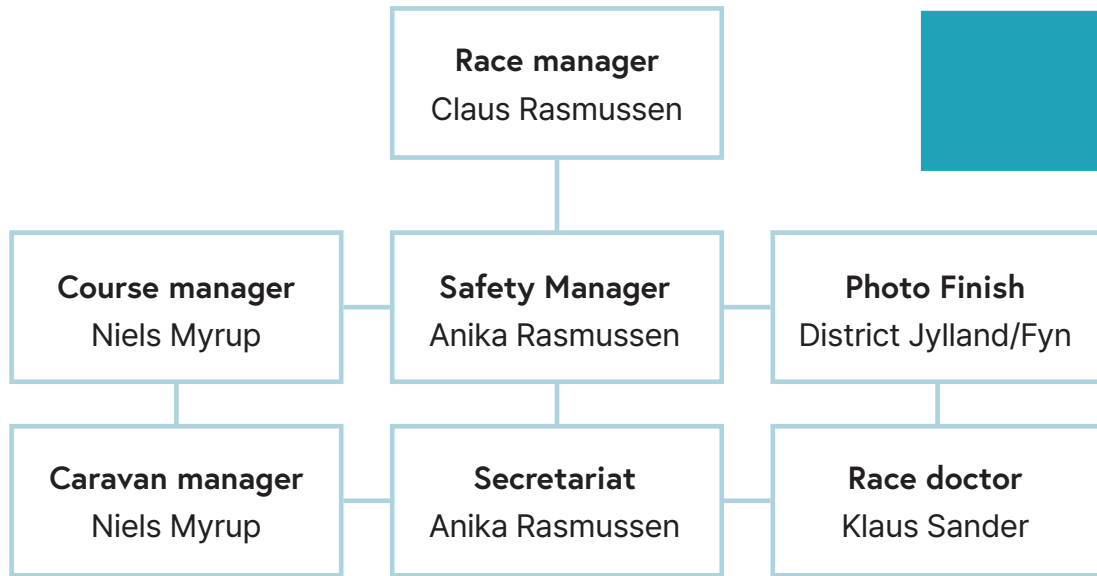 Race manager
Claus Rasmussen
Course manager
Niels Myrup
Safety Manager
Anika Rasmussen
Photo Finish
District Jylland/Fyn
Caravan manager
Niels Myrup
Secretariat
Anika Rasmussen
Race doctor
Klaus Sander